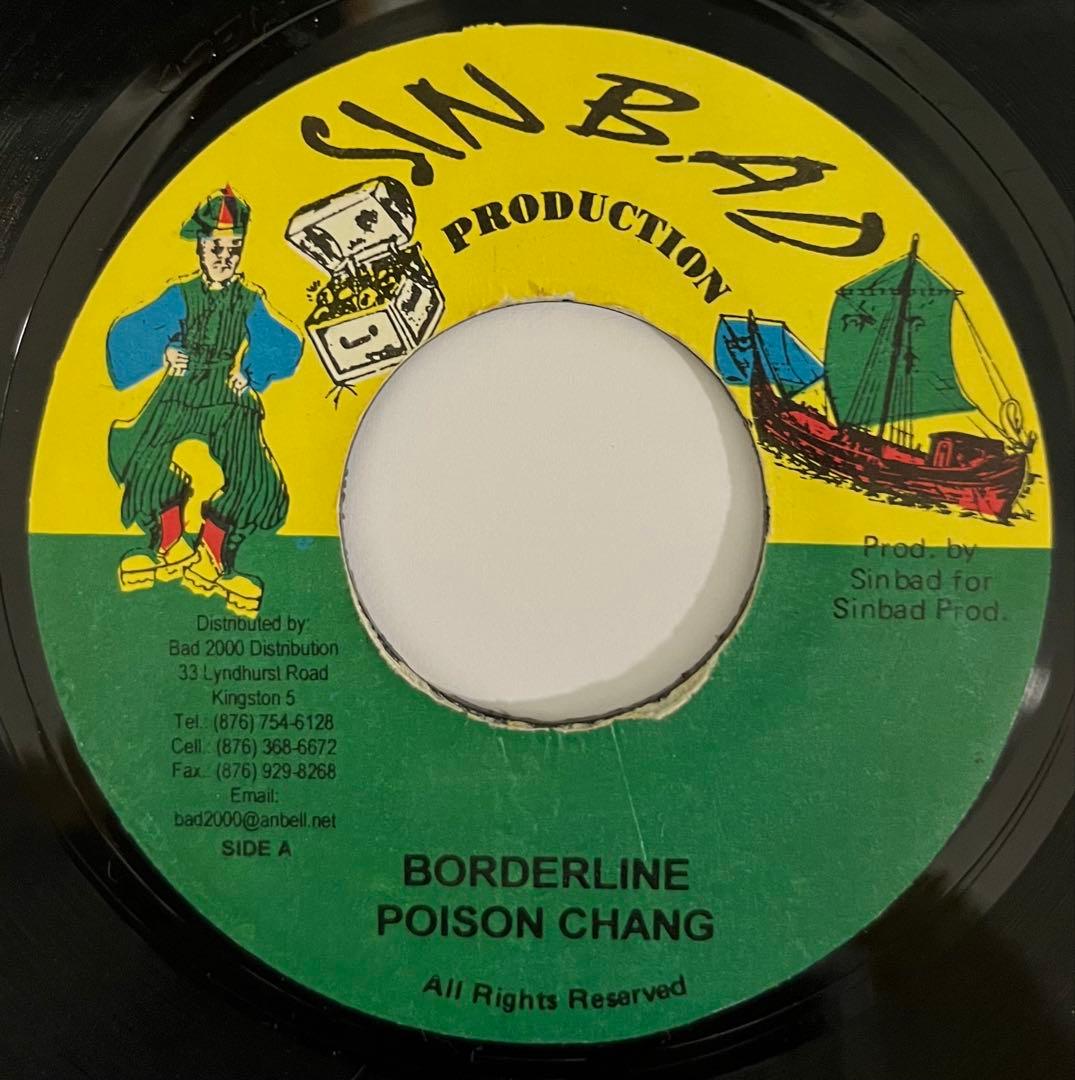 SIN B.AD
PRODUCTION
Prod. by
Sinbad for
Sinbad Prod.
Distributed by:
Bad 2000 Distribution
33 Lyndhurst Road
Kingston 5
Tel.: (876) 754-6128
Cell.: (876) 368-6672
Fax.: (876) 929-8268
Email:
bad2000@anbell.net
SIDE A
BORDERLINE
POISON CHANG
All Rights Reserved